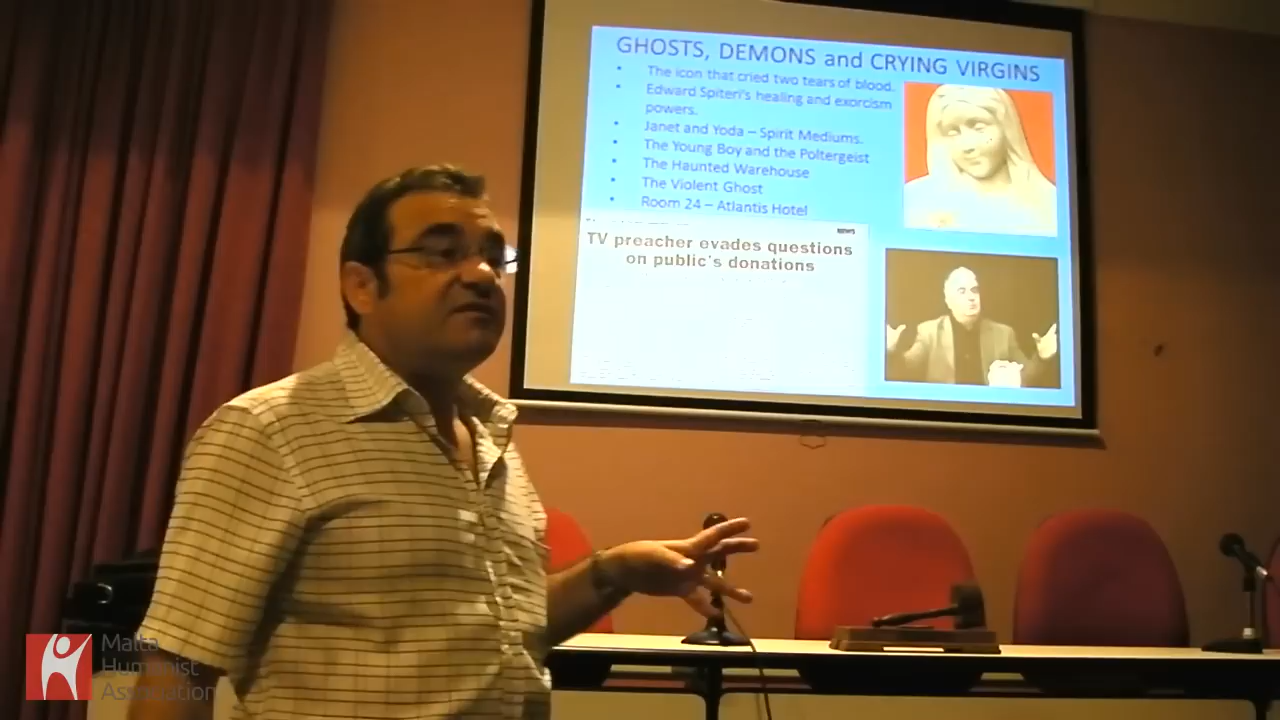 GHOSTS, DEMONS and CRYING VIRGINS
• The icon that cried two tears of blood.
• Edward Spiteri's healing and exorcism
powers.
• Janet and Yoda – Spirit Mediums.
• The Young Boy and the Poltergeist
• The Haunted Warehouse
• The Violent Ghost
• Room 24 – Atlantis Hotel
NEWS
TV preacher evades questions
on public's donations
Malta
Humanist
Association